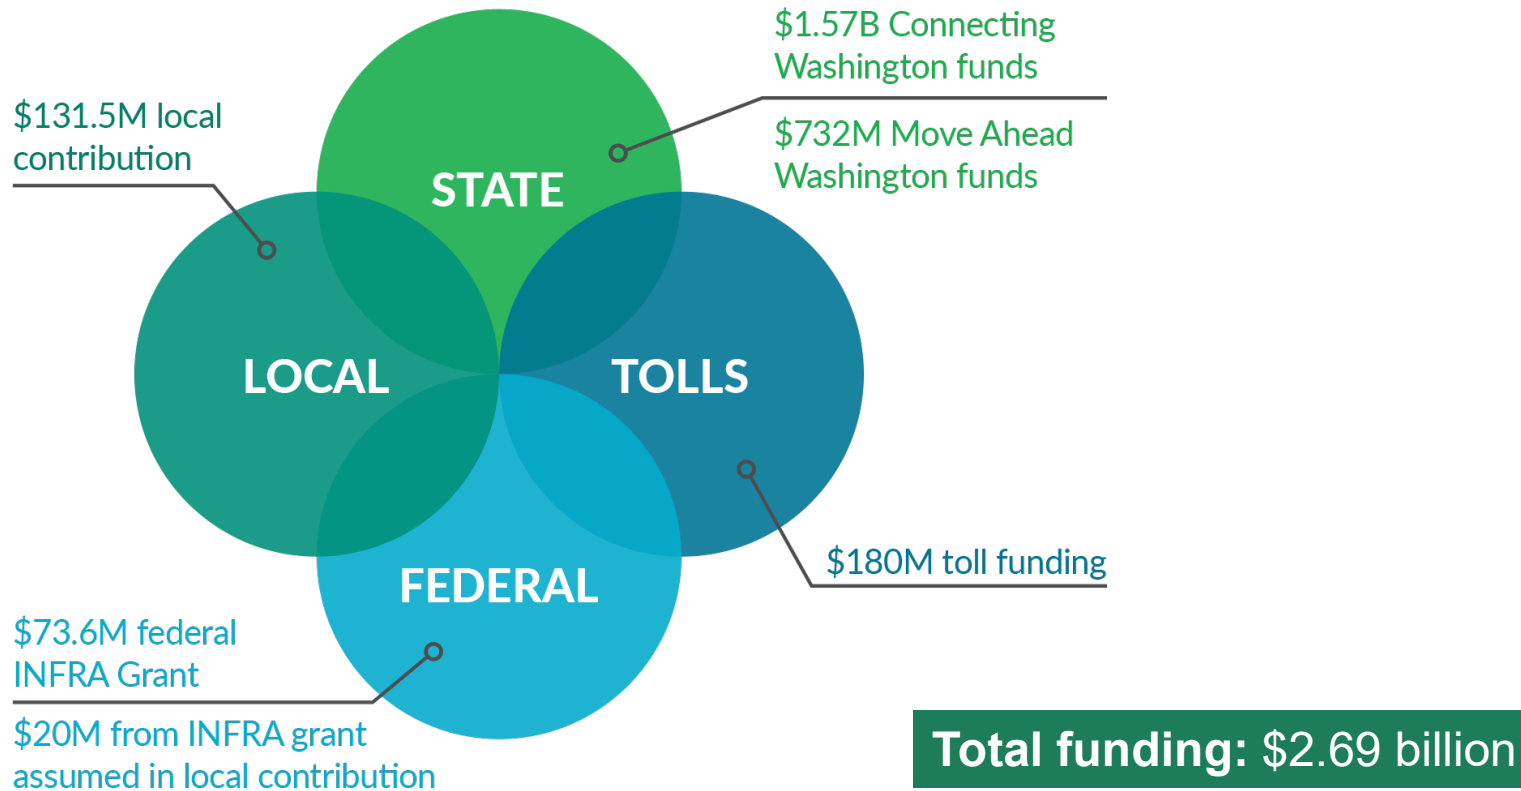 $1.57B Connecting
Washington funds
$732M Move Ahead
Washington funds
$131.5M local
contribution
STATE
LOCAL
TOLLS
FEDERAL
$180M toll funding
$73.6M federal
INFRA Grant
$20M from INFRA grant
assumed in local contribution
Total funding: $2.69 billion